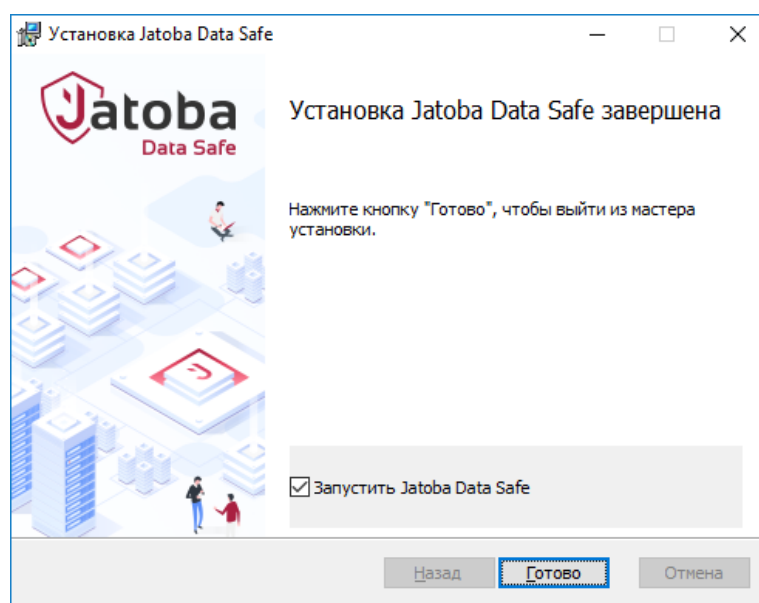 Установка Jatoba Data Safe
Jatoba
Data Safe
Установка Jatoba Data Safe завершена
Нажмите кнопку "Готово", чтобы выйти из мастера
установки.
Запустить Jatoba Data Safe
Назад
Готово
Отмена